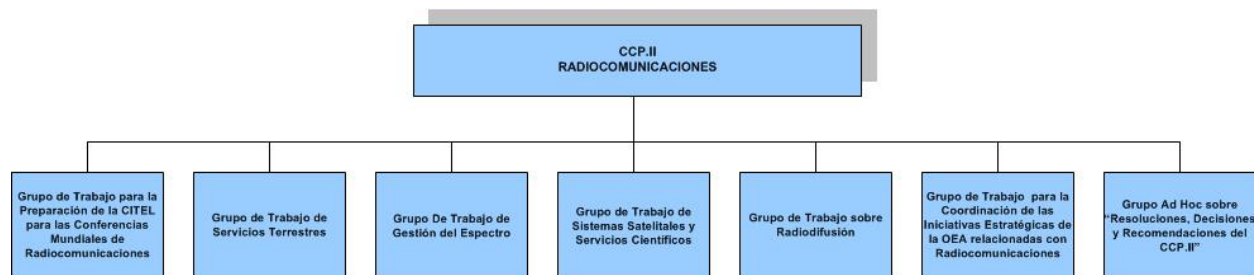 CCP.II
RADIOCOMUNICACIONES
Grupo de Trabajo para la
Preparación de la CITEL
para las Conferencias
Mundiales de
Radiocomunicaciones
Grupo de Trabajo de
Servicios Terrestres
Grupo De Trabajo de
Gestión del Espectro
Grupo de Trabajo de
Sistemas Satelitales y
Servicios Científicos
Grupo de Trabajo sobre
Radiodifusión
Grupo de Trabajo para la
Coordinación de las
Iniciativas Estratégicas de
la OEA relacionadas con
Radiocomunicaciones
Grupo Ad Hoc sobre
“Resoluciones, Decisiones
y Recomendaciones del
CCP.II”